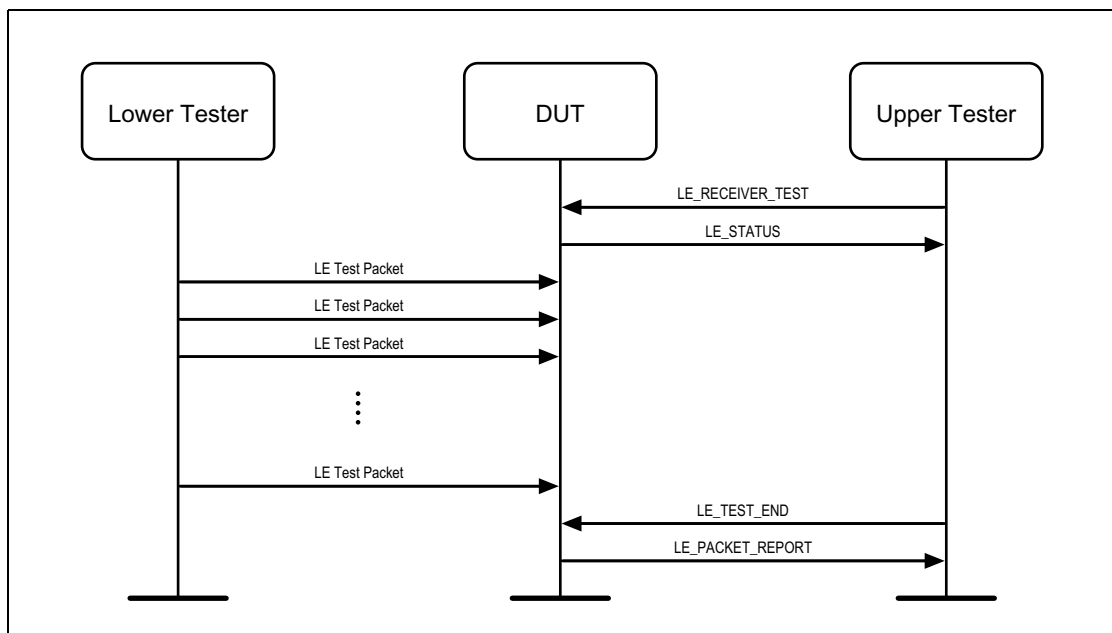 Lower Tester
DUT
Upper Tester
LE_RECEIVER_TEST
LE_STATUS
LE Test Packet
LE Test Packet
LE Test Packet
LE Test Packet
LE_TEST_END
LE_PACKET_REPORT